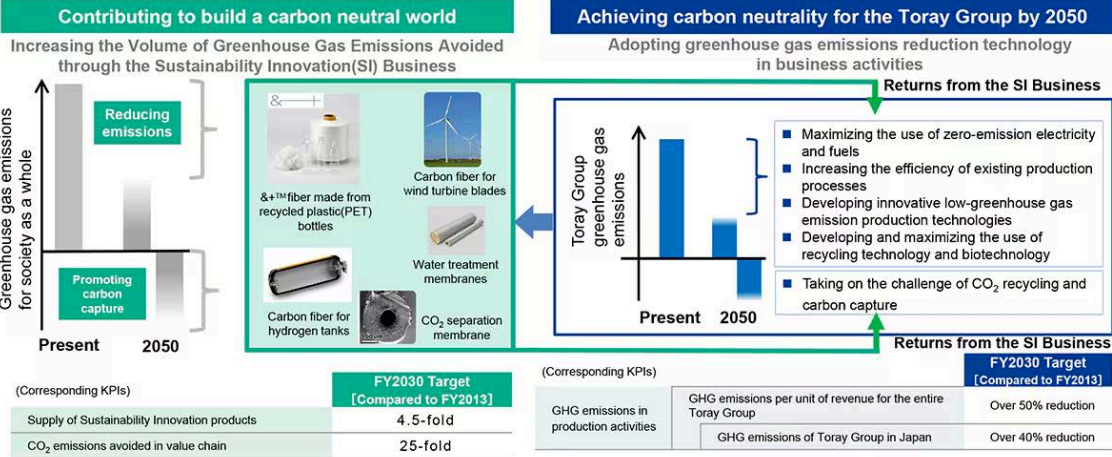 Contributing to build a carbon neutral world
Increasing the Volume of Greenhouse Gas Emissions Avoided
through the Sustainability Innovation(SI) Business
Greenhouse gas emissions
for society as a whole
Reducing
emissions
Promoting
carbon
capture
Present
2050
&+
&+™fiber made from
recycled plastic(PET)
bottles
Carbon fiber for
wind turbine blades
Water treatment
membranes
Carbon fiber for
hydrogen tanks
CO₂ separation
membrane
(Corresponding KPIs)
FY2030 Target
[Compared to FY2013]
Supply of Sustainability Innovation products
4.5-fold
CO₂ emissions avoided in value chain
25-fold
Achieving carbon neutrality for the Toray Group by 2050
Adopting greenhouse gas emissions reduction technology
in business activities
Returns from the SI Business
Toray Group
greenhouse gas
emissions
Present
2050
■ Maximizing the use of zero-emission electricity
and fuels
■ Increasing the efficiency of existing production
processes
■ Developing innovative low-greenhouse gas
emission production technologies
■ Developing and maximizing the use of
recycling technology and biotechnology
■ Taking on the challenge of CO₂ recycling and
carbon capture
Returns from the SI Business
(Corresponding KPIs)
FY2030 Target
[Compared to FY2013]
GHG emissions in
production activities
GHG emissions per unit of revenue for the entire
Toray Group
Over 50% reduction
GHG emissions of Toray Group in Japan
Over 40% reduction